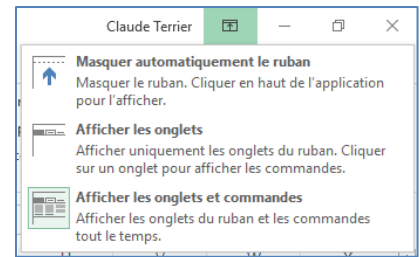 Claude Terrier
Masquer automatiquement le ruban
Masquer le ruban. Cliquer en haut de l'application
pour l'afficher.
Afficher les onglets
Afficher uniquement les onglets du ruban. Cliquer
sur un onglet pour afficher les commandes.
Afficher les onglets et commandes
Afficher les onglets du ruban et les commandes
tout le temps.